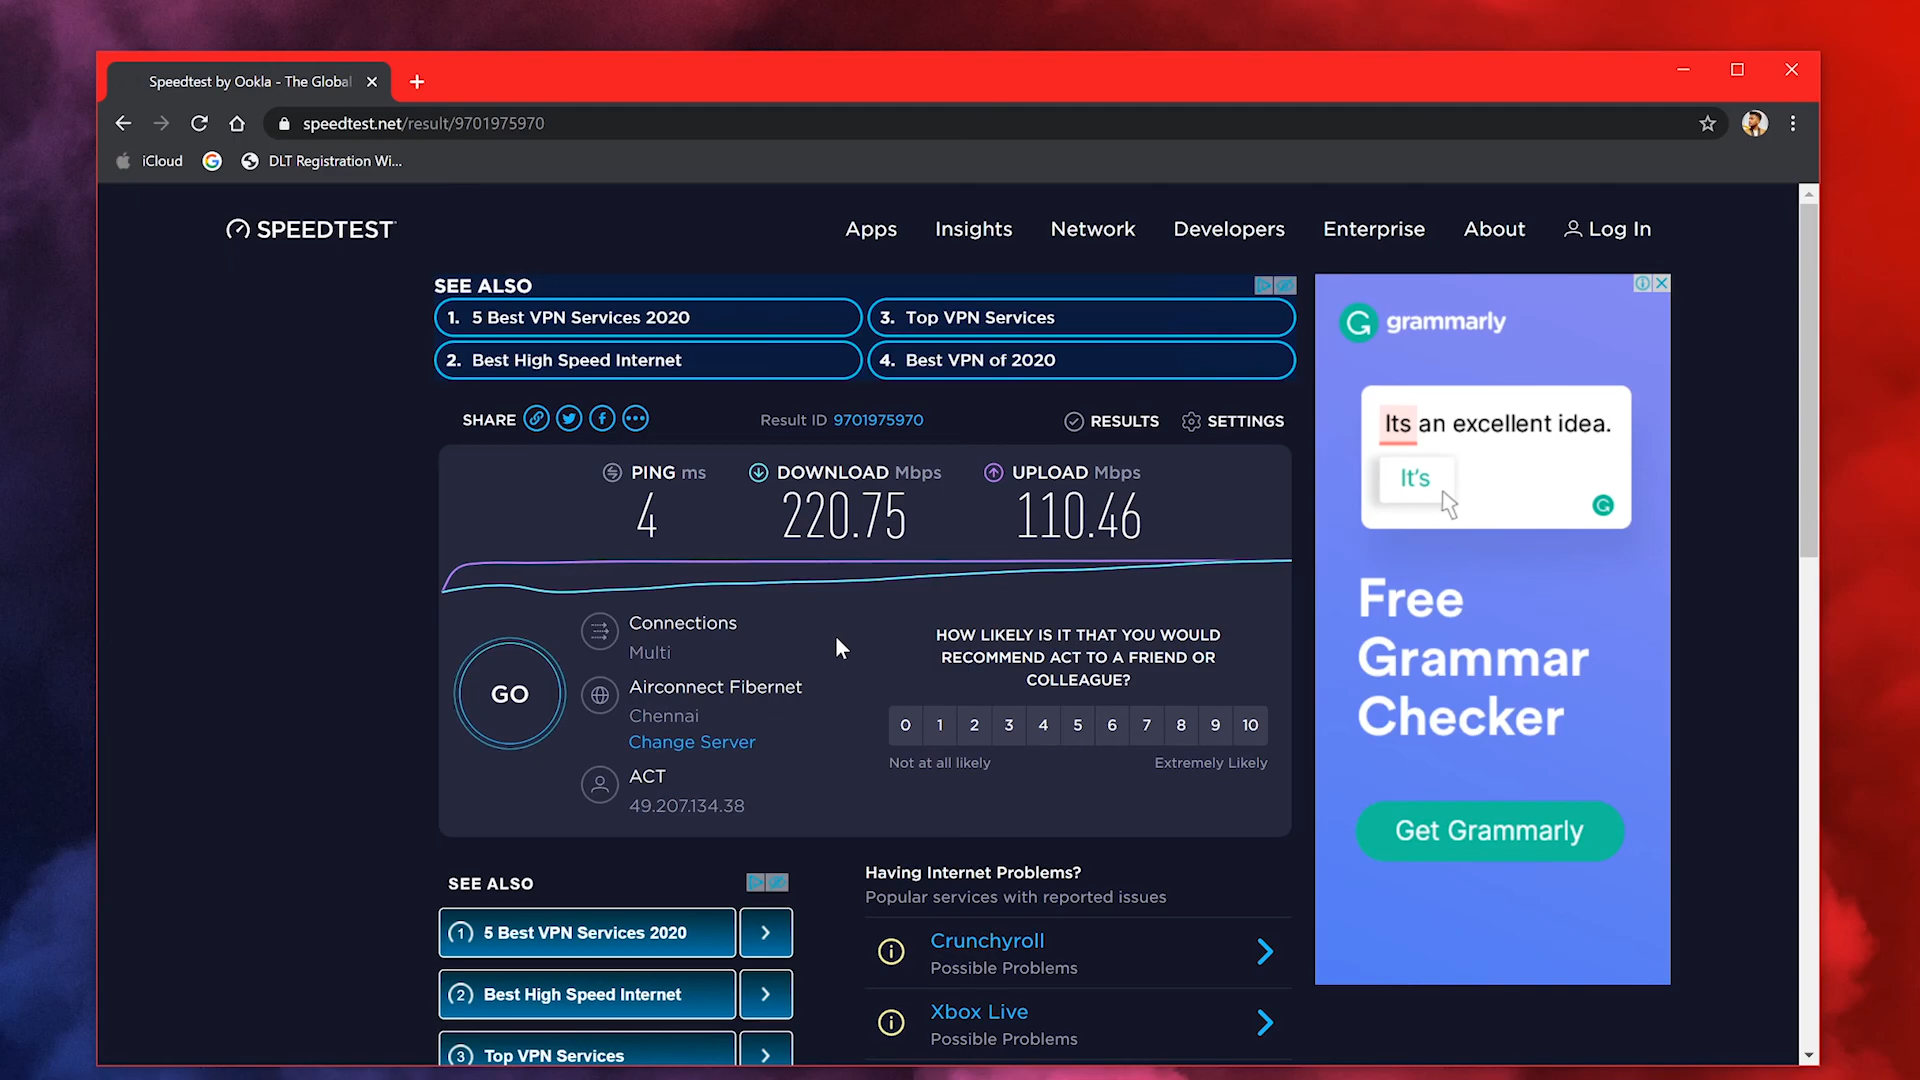 Speedtest by Ookla - The Global
speedtest.net/result/9701975970
iCloud
DLT Registration Wi...
SPEEDTEST
Apps
Insights
Network
Developers
Enterprise
About
Log In
SEE ALSO
1. 5 Best VPN Services 2020
3. Top VPN Services
2. Best High Speed Internet
4. Best VPN of 2020
SHARE
Result ID 9701975970
RESULTS
SETTINGS
PING ms
DOWNLOAD Mbps
UPLOAD Mbps
4
220.75
110.46
Connections
Multi
GO
Airconnect Fibernet
Chennai
Change Server
ACT
49.207.134.38
HOW LIKELY IS IT THAT YOU WOULD
RECOMMEND ACT TO A FRIEND OR
COLLEAGUE?
0 1 2 3 4 5 6 7 8 9 10
Not at all likely
Extremely Likely
SEE ALSO
1 5 Best VPN Services 2020
2 Best High Speed Internet
3 Top VPN Services
Having Internet Problems?
Popular services with reported issues
Crunchyroll
Possible Problems
Xbox Live
Possible Problems
grammarly
Its an excellent idea.
It's
Free
Grammar
Checker
Get Grammarly